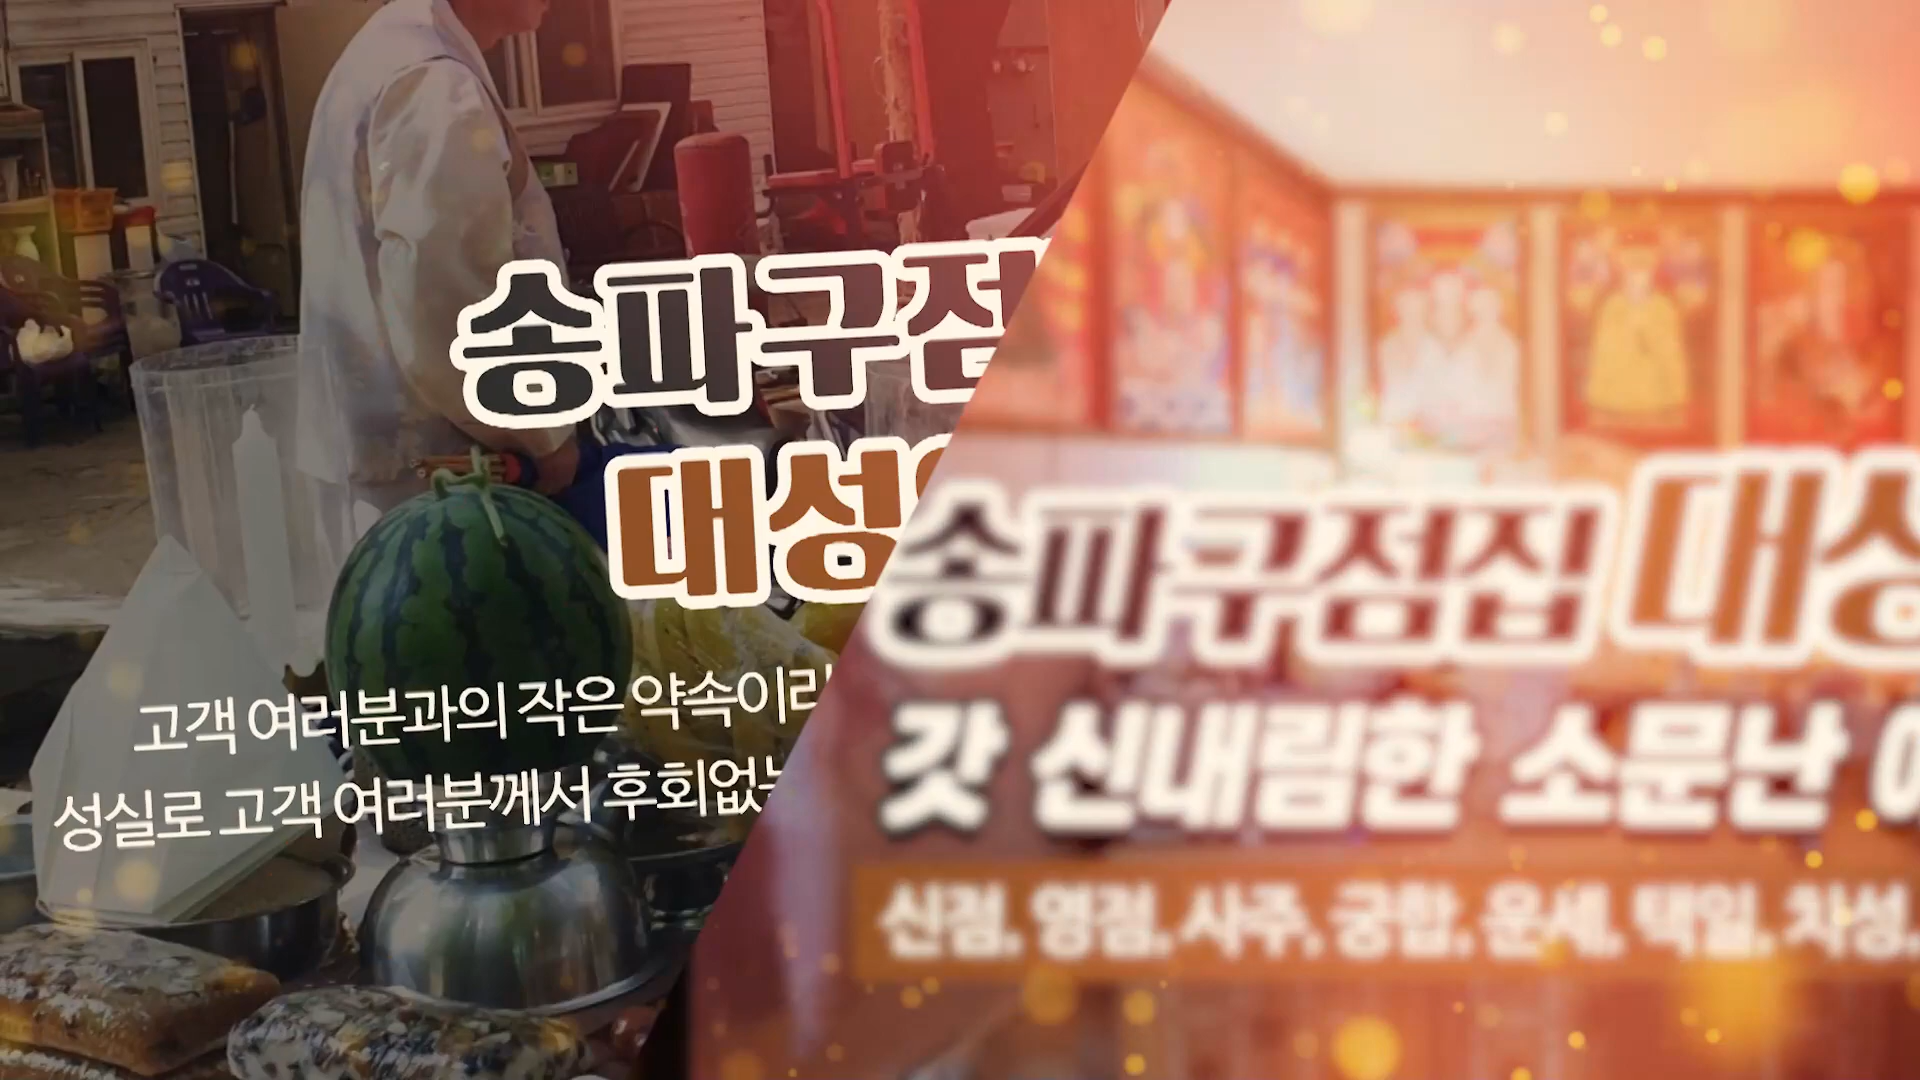 송파구점
대성
고객 여러분과의 작은 약속이라
성실로 고객 여러분께서 후회없는
송파구점집 대성
갓 신내림한 소문난
신점, 영점, 사주, 궁합, 운세, 택일, 차성,